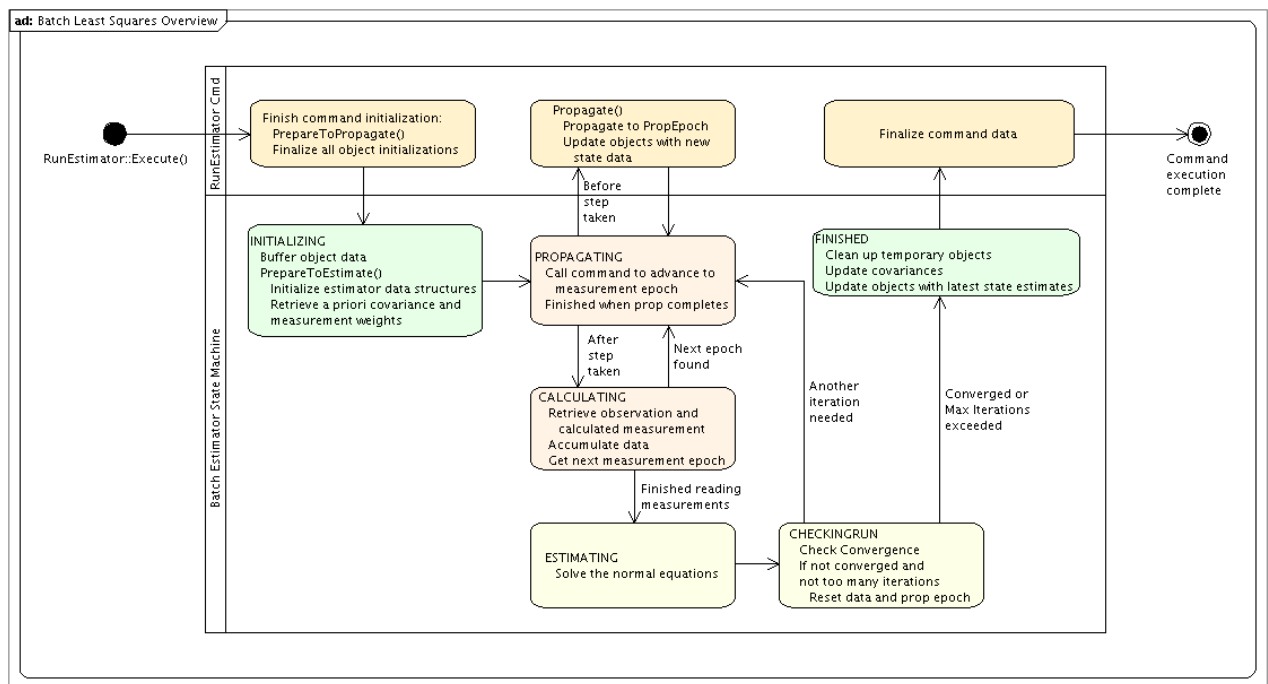 ad: Batch Least Squares Overview
RunEstimator Cmd
RunEstimator::Execute()
Finish command initialization:
PrepareToPropagate()
Finalize all object initializations
Propagate()
Propagate to PropEpoch
Update objects with new
state data
Finalize command data
Command
execution
complete
Before
step
taken
Batch Estimator State Machine
INITIALIZING
Buffer object data
PrepareToEstimate()
Initialize estimator data structures
Retrieve a priori covariance and
measurement weights
PROPAGATING
Call command to advance to
measurement epoch
Finished when prop completes
FINISHED
Clean up temporary objects
Update covariances
Update objects with latest state estimates
After
step
taken
Next epoch
found
CALCULATING
Retrieve observation and
calculated measurement
Accumulate data
Get next measurement epoch
Another
iteration
needed
Converged or
Max Iterations
exceeded
Finished reading
measurements
ESTIMATING
Solve the normal equations
CHECKINGRUN
Check Convergence
If not converged and
not too many iterations
Reset data and prop epoch